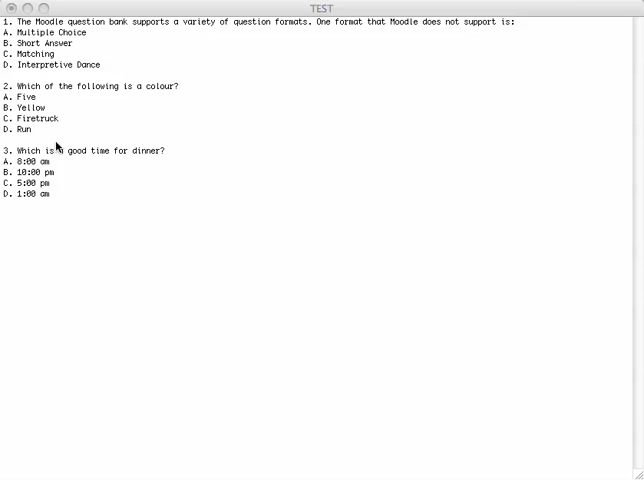 TEST
1. The Moodle question bank supports a variety of question formats. One format that Moodle does not support is:
A. Multiple Choice
B. Short Answer
C. Matching
D. Interpretive Dance
2. Which of the following is a colour?
A. Five
B. Yellow
C. Firetruck
D. Run
3. Which is a good time for dinner?
A. 8:00 am
B. 10:00 pm
C. 5:00 pm
D. 1:00 am